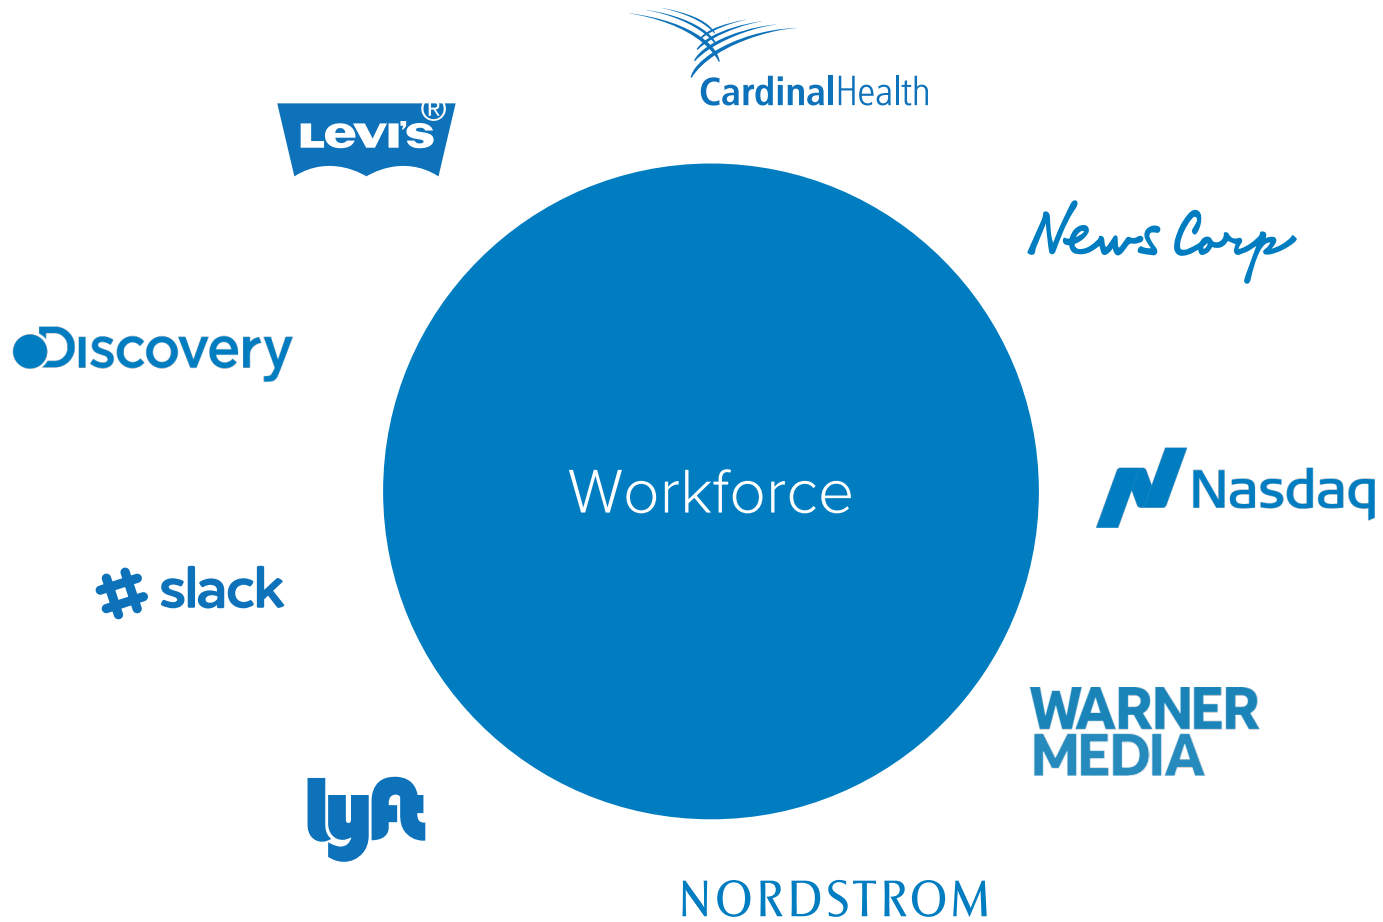 CardinalHealth
LEVI'S®
News Corp
Discovery
Nasdaq
Workforce
slack
WARNER
MEDIA
lyft
NORDSTROM